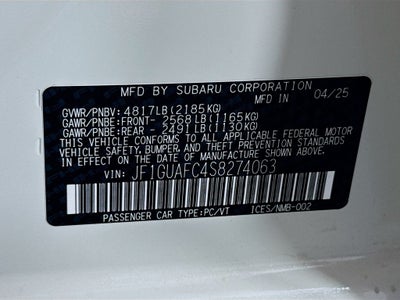 MFD BY SUBARU CORPORATION
MFD IN 04/25
GVWR/PNBV: 4817LB (2185KG)
GAWR/PNBE: FRONT- 2568LB (1165KG)
GAWR/PNBE: REAR - 2491LB (1130KG)
THIS VEHICLE CONFORMS TO ALL APPLICABLE FEDERAL MOTOR
VEHICLE SAFETY, BUMPER, AND THEFT PREVENTION STANDARDS
IN EFFECT ON THE DATE OF MANUFACTURE SHOWN ABOVE.
VIN: JF1GUAFC4S8274063
PASSENGER CAR TYPE:PC/VT ICES/NMB-002